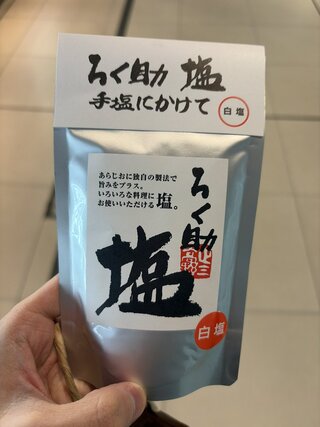 ろく助 塩
手塩にかけて
白塩
あらじおに独自の製法で
旨みをプラス。
いろいろな料理に
お使いいただける塩。
ろく助
塩
白塩